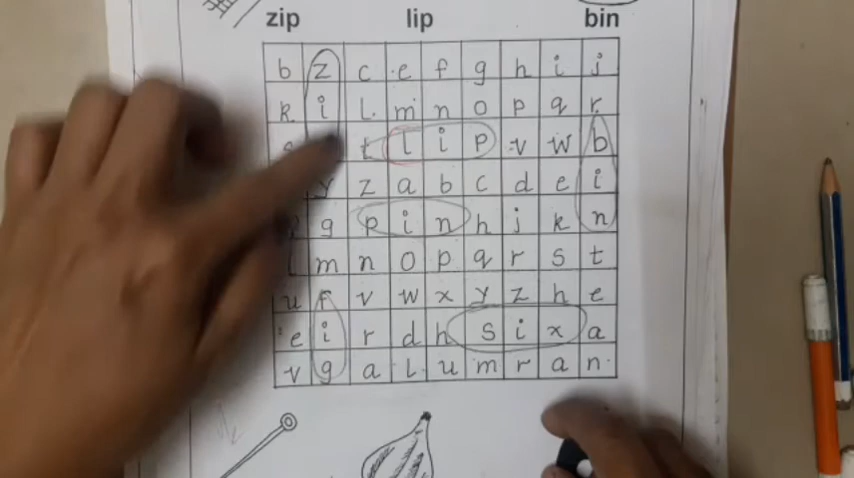 zip lip bin
b z c e f g h i j
k i l m n o p q r
t l i p v w b
y z a b c d e i
g p i n h j k n
l m n o p q r s t
u f v w x y z h e
e i r d h s i x a
v g a l u m r a n